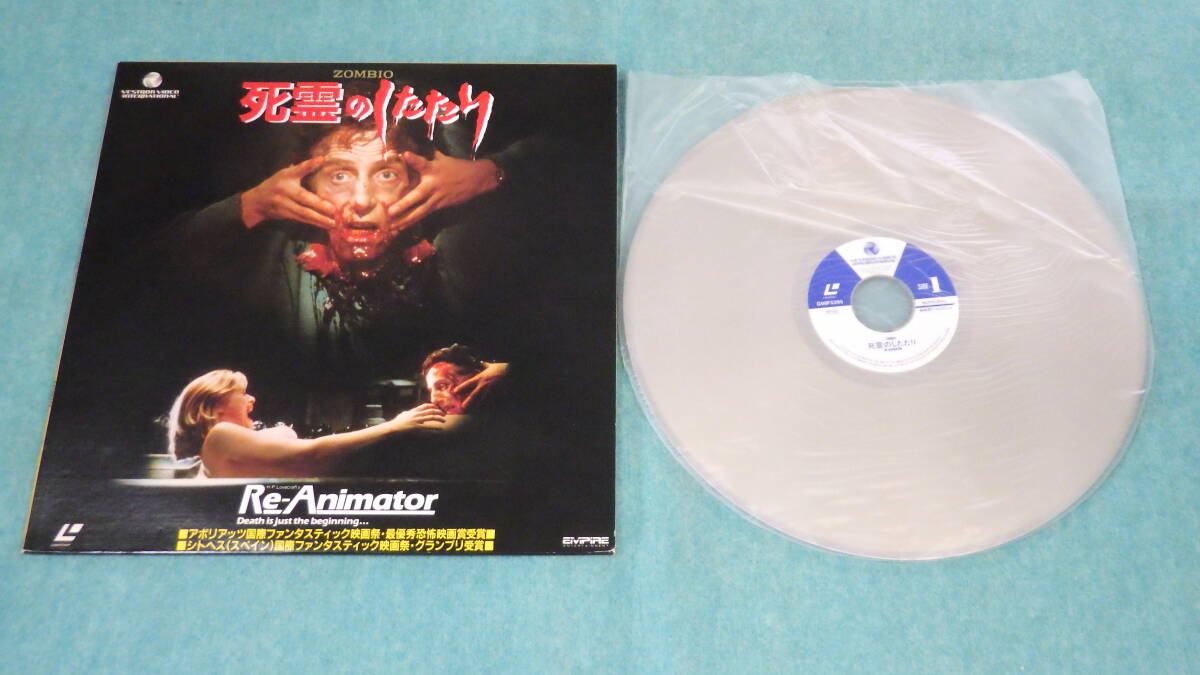 VESTRON VIDEO
INTERNATIONAL
ZOMBIO
死霊のしたたり
H.P. Lovecraft's
Re-Animator
Death is just the beginning...
■アボリアッツ国際ファンタスティック映画祭・最優秀恐怖映画賞受賞■
■シトヘス(スペイン)国際ファンタスティック映画祭・グランプリ受賞■
EMPIRE
ENTERTAINMENT
SIDE 1
死霊のしたたり